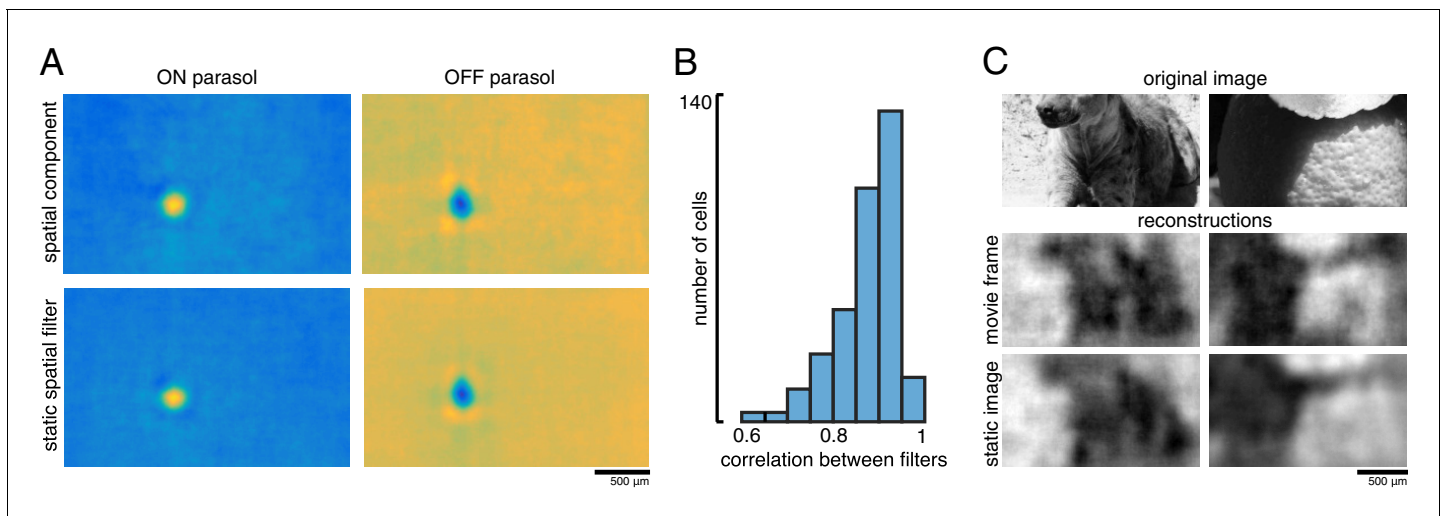 A
ON parasol
OFF parasol
spatial component
static spatial filter
500 µm
B
140
number of cells
0.6
0.8
1
correlation between filters
C
original image
reconstructions
movie frame
static image
500 µm